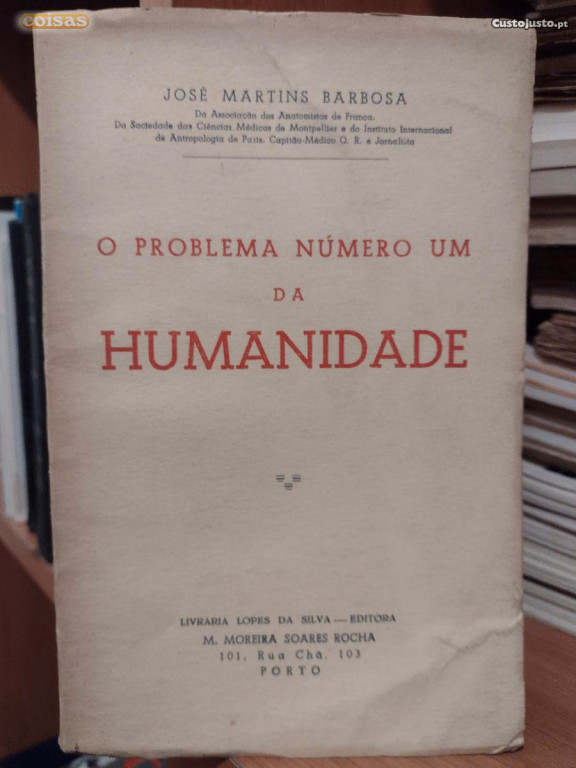 coisas
CustoJusto.pt
JOSÉ MARTINS BARBOSA
Da Associação dos Anatomistas de França.
Da Sociedade das Ciências Médicas de Montpellier e do Instituto Internacional
de Antropologia de Paris. Capitão-Médico O. R. e Jornalista
O PROBLEMA NÚMERO UM
DA
HUMANIDADE
LIVRARIA LOPES DA SILVA — EDITORA
M. MOREIRA SOARES ROCHA
101, Rua Chã, 103
PORTO